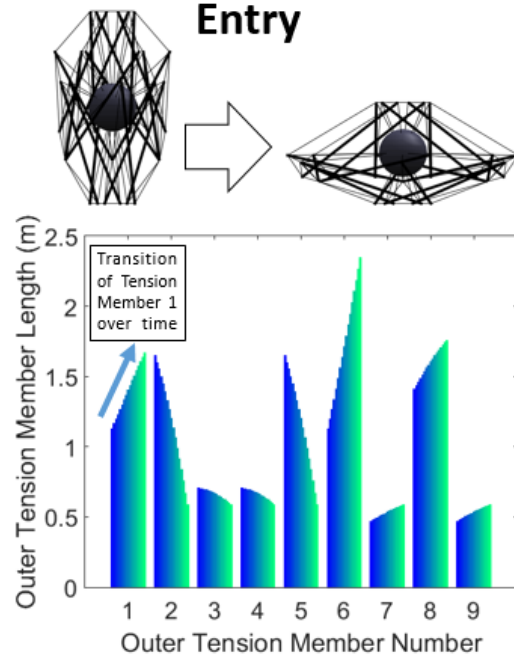 Entry
Outer Tension Member Length (m)
2.5
2
1.5
1
0.5
0
Transition
of Tension
Member 1
over time
1 2 3 4 5 6 7 8 9
Outer Tension Member Number